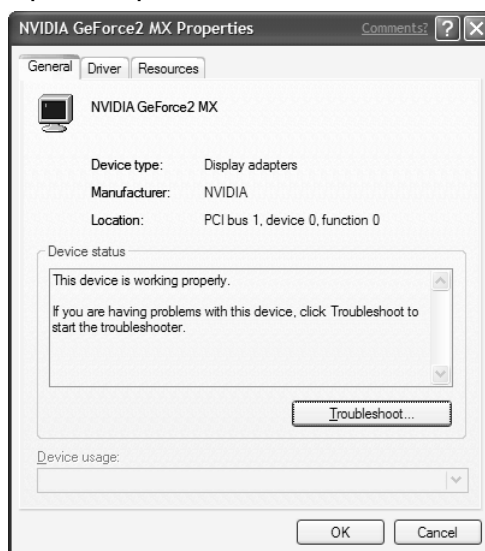 NVIDIA GeForce2 MX Properties Comments? ? X
General Driver Resources
NVIDIA GeForce2 MX
Device type: Display adapters
Manufacturer: NVIDIA
Location: PCI bus 1, device 0, function 0
Device status
This device is working properly.
If you are having problems with this device, click Troubleshoot to
start the troubleshooter.
Troubleshoot...
Device usage:
OK Cancel